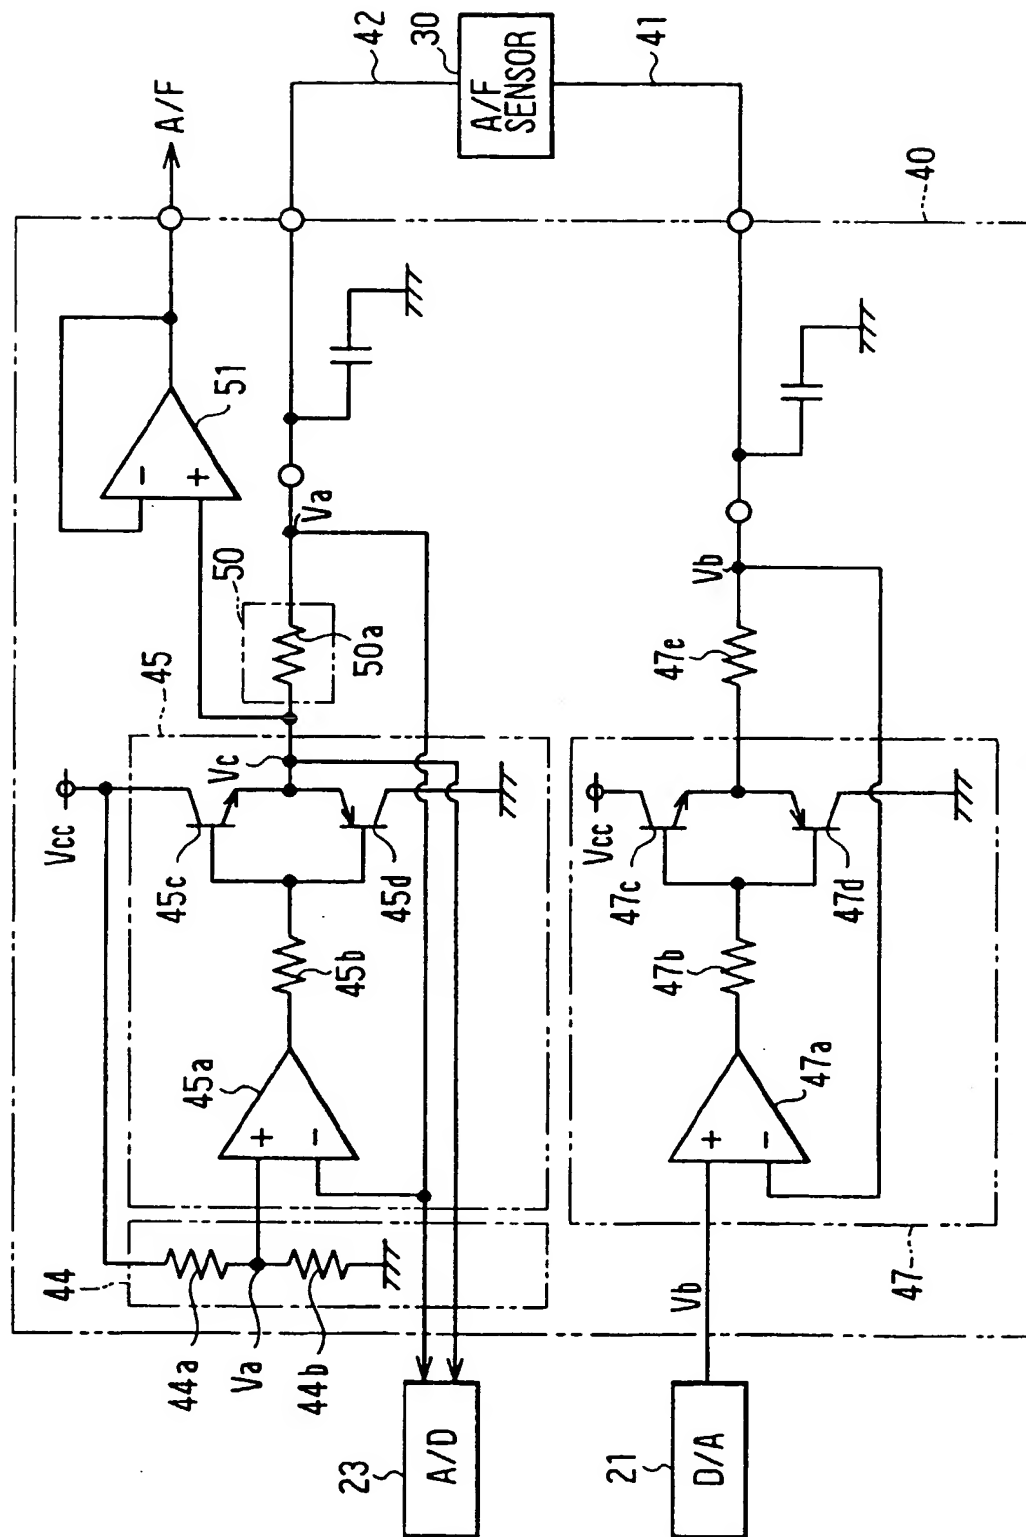 A/F
42
30
A/F
SENSOR
41
40
51
-
+
Va
50
50a
45
Vc
Vcc
45c
45d
45b
45a
+
-
44
44a
Va
44b
23
A/D
Vb
47e
Vcc
47c
47d
47b
47a
+
-
47
Vb
21
D/A